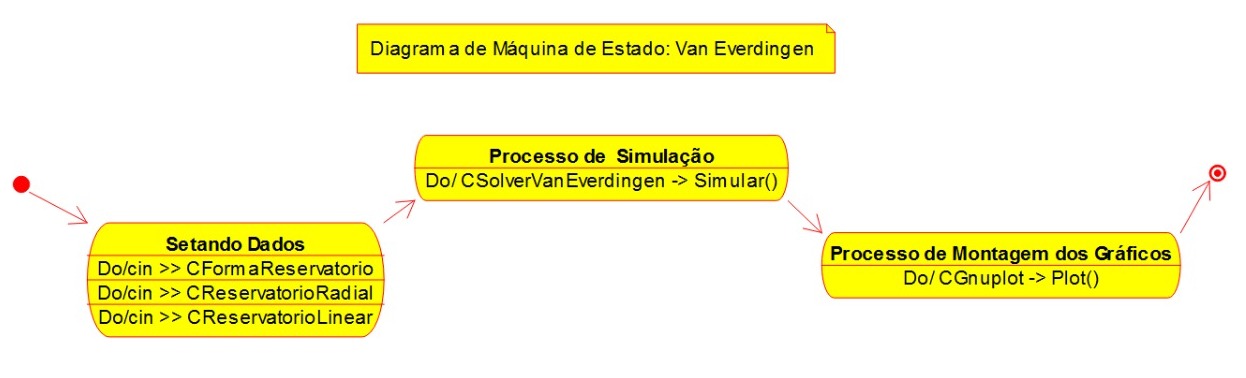 Diagrama de Máquina de Estado: Van Everdingen
Processo de Simulação
Do/ CSolverVanEverdingen -> Simular()
Setando Dados
Do/cin >> CFormaReservatorio
Do/cin >> CReservatorioRadial
Do/cin >> CReservatorioLinear
Processo de Montagem dos Gráficos
Do/ CGnuplot -> Plot()